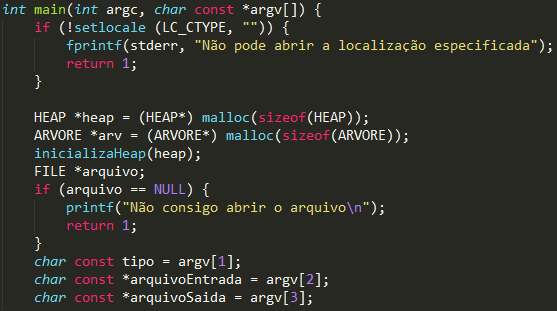 int main(int argc, char const *argv[]) {
    if (!setlocale (LC_CTYPE, "")) {
        fprintf(stderr, "Não pode abrir a localização especificada");
        return 1;
    }

    HEAP *heap = (HEAP*) malloc(sizeof(HEAP));
    ARVORE *arv = (ARVORE*) malloc(sizeof(ARVORE));
    inicializaHeap(heap);
    FILE *arquivo;
    if (arquivo == NULL) {
        printf("Não consigo abrir o arquivo\n");
        return 1;
    }
    char const tipo = argv[1];
    char const *arquivoEntrada = argv[2];
    char const *arquivoSaida = argv[3];